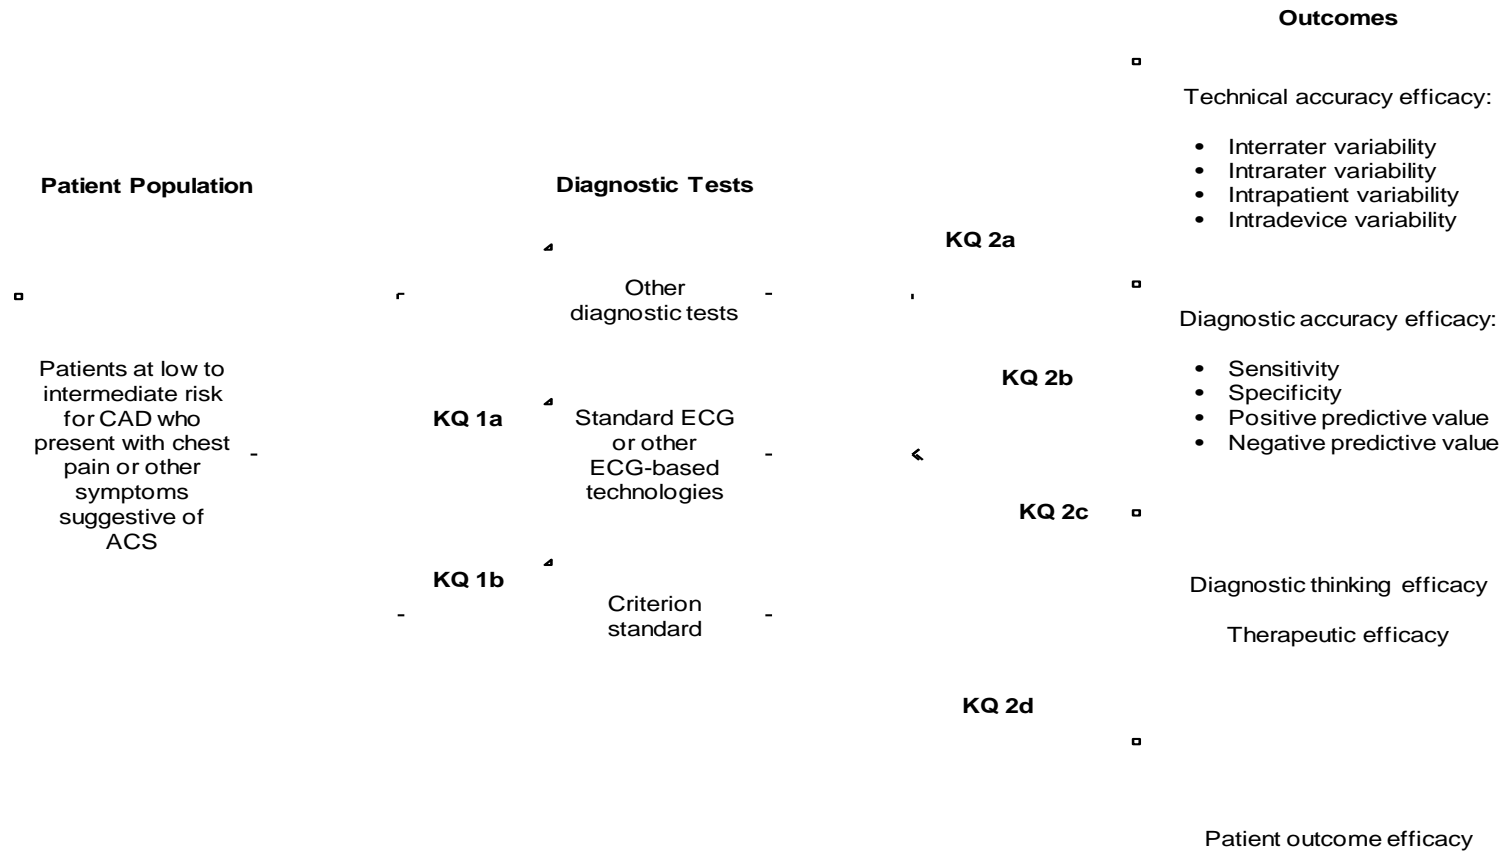 Outcomes
Technical accuracy efficacy:
• Interrater variability
• Intrarater variability
• Intrapatient variability
• Intradevice variability
Patient Population
Diagnostic Tests
KQ 2a
Other
diagnostic tests
Diagnostic accuracy efficacy:
• Sensitivity
• Specificity
• Positive predictive value
• Negative predictive value
Patients at low to
intermediate risk
for CAD who
present with chest
pain or other
symptoms
suggestive of
ACS
KQ 2b
KQ 1a
Standard ECG
or other
ECG-based
technologies
KQ 2c
KQ 1b
Criterion
standard
Diagnostic thinking efficacy
Therapeutic efficacy
KQ 2d
Patient outcome efficacy